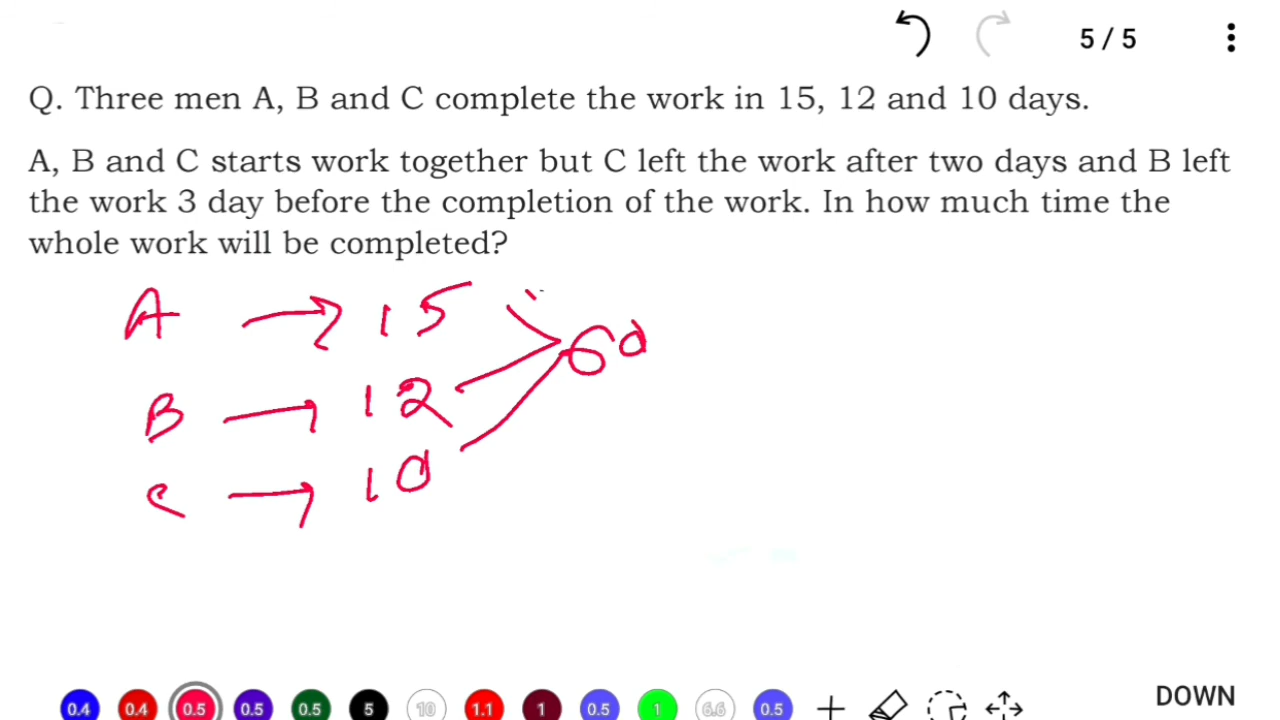 5 / 5
Q. Three men A, B and C complete the work in 15, 12 and 10 days.
A, B and C starts work together but C left the work after two days and B left
the work 3 day before the completion of the work. In how much time the
whole work will be completed?
A → 15
60
B → 12
C → 10
0.4 0.4 0.5 0.5 0.5 5 10 1.1 1 0.5 1 6.6 0.5
DOWN